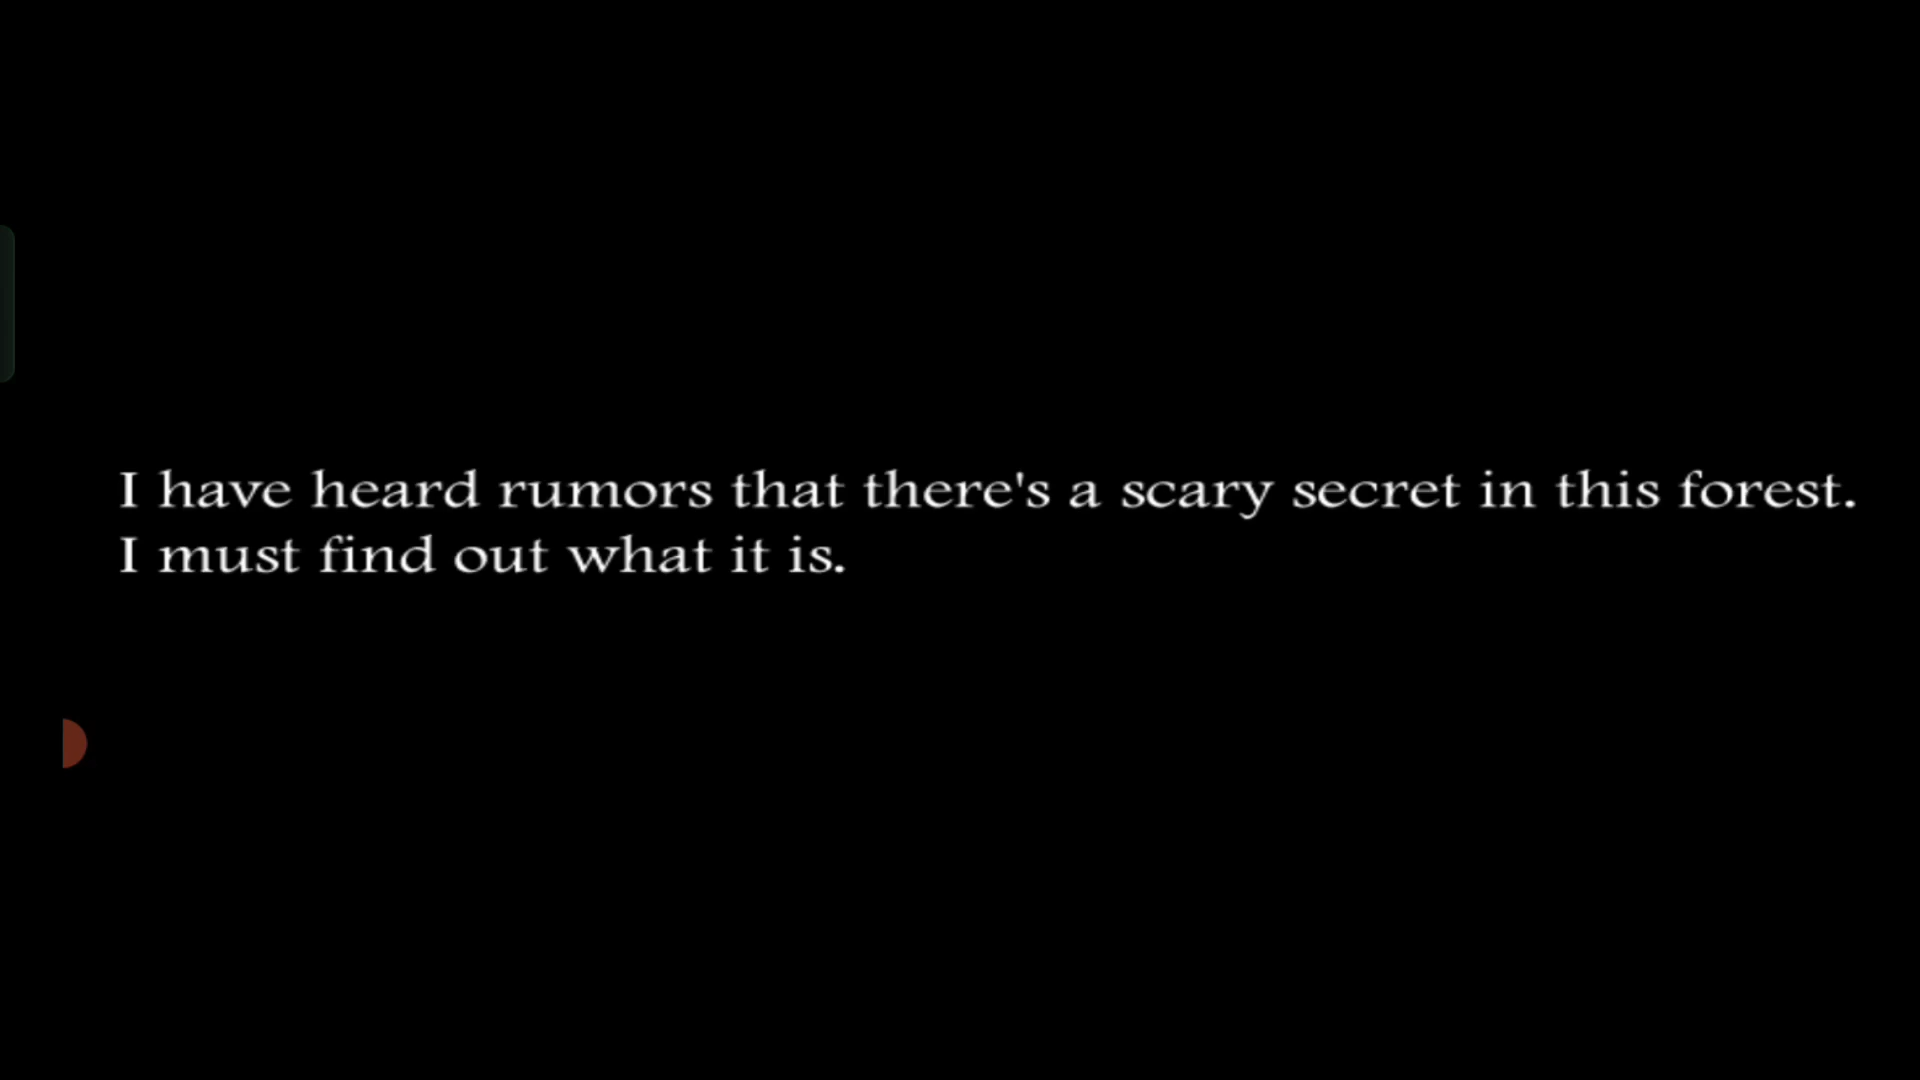 I have heard rumors that there's a scary secret in this forest.
I must find out what it is.